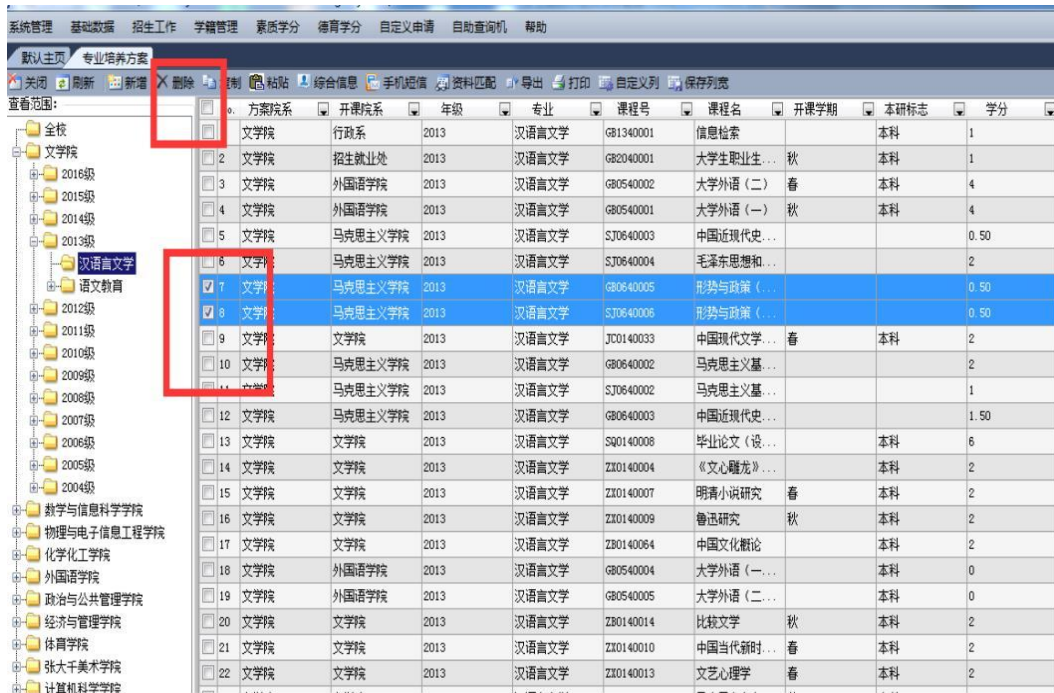 系统管理 基础数据 招生工作 学籍管理 素质学分 德育学分 自定义申请 自助查询机 帮助
默认主页 专业培养方案
关闭 刷新 新增 删除 复制 粘贴 综合信息 手机短信 资料匹配 导出 打印 自定义列 保存列宽
查看范围:
全校
文学院
2016级
2015级
2014级
2013级
汉语言文学
语文教育
2012级
2011级
2010级
2009级
2008级
2007级
2006级
2005级
2004级
数学与信息科学学院
物理与电子信息工程学院
化学化工学院
外国语学院
政治与公共管理学院
经济与管理学院
体育学院
张大千美术学院
计算机科学学院
o. 方案院系 开课院系 年级 专业 课程号 课程名 开课学期 本研标志 学分
文学院 行政系 2013 汉语言文学 GB1340001 信息检索 本科 1
2 文学院 招生就业处 2013 汉语言文学 GB2040001 大学生职业生... 秋 本科 1
3 文学院 外国语学院 2013 汉语言文学 GB0540002 大学外语（二） 春 本科 4
4 文学院 外国语学院 2013 汉语言文学 GB0540001 大学外语（一） 秋 本科 4
5 文学院 马克思主义学院 2013 汉语言文学 SJ0640003 中国近现代史... 0.50
6 文学院 马克思主义学院 2013 汉语言文学 SJ0640004 毛泽东思想和... 2
7 文学院 马克思主义学院 2013 汉语言文学 GB0640005 形势与政策（... 0.50
8 文学院 马克思主义学院 2013 汉语言文学 SJ0640006 形势与政策（... 0.50
9 文学院 文学院 2013 汉语言文学 JC0140033 中国现代文学... 春 本科 2
10 文学院 马克思主义学院 2013 汉语言文学 GB0640002 马克思主义基... 2
11 文学院 马克思主义学院 2013 汉语言文学 SJ0640002 马克思主义基... 1
12 文学院 马克思主义学院 2013 汉语言文学 GB0640003 中国近现代史... 1.50
13 文学院 文学院 2013 汉语言文学 SQ0140008 毕业论文（设... 本科 6
14 文学院 文学院 2013 汉语言文学 ZX0140004 《文心雕龙》... 本科 2
15 文学院 文学院 2013 汉语言文学 ZX0140007 明清小说研究 春 本科 2
16 文学院 文学院 2013 汉语言文学 ZX0140009 鲁迅研究 秋 本科 2
17 文学院 文学院 2013 汉语言文学 ZB0140064 中国文化概论 本科 2
18 文学院 外国语学院 2013 汉语言文学 GB0540004 大学外语（一... 本科 0
19 文学院 外国语学院 2013 汉语言文学 GB0540005 大学外语（二... 本科 0
20 文学院 文学院 2013 汉语言文学 ZB0140014 比较文学 秋 本科 2
21 文学院 文学院 2013 汉语言文学 ZX0140010 中国当代新时... 春 本科 2
22 文学院 文学院 2013 汉语言文学 ZX0140013 文艺心理学 春 本科 2